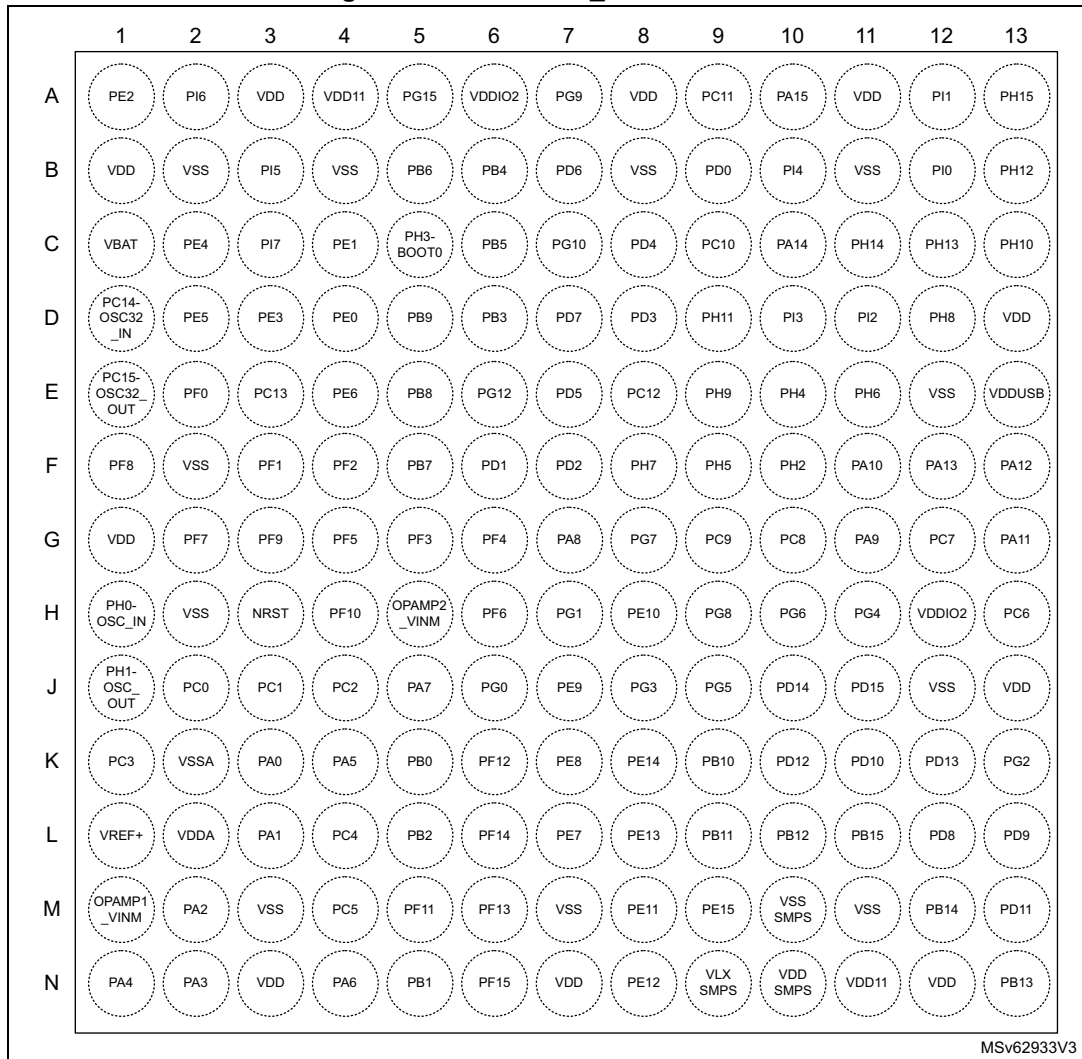 1 2 3 4 5 6 7 8 9 10 11 12 13
A PE2 PI6 VDD VDD11 PG15 VDDIO2 PG9 VDD PC11 PA15 VDD PI1 PH15
B VDD VSS PI5 VSS PB6 PB4 PD6 VSS PD0 PI4 VSS PI0 PH12
C VBAT PE4 PI7 PE1 PH3-BOOT0 PB5 PG10 PD4 PC10 PA14 PH14 PH13 PH10
D PC14-OSC32_IN PE5 PE3 PE0 PB9 PB3 PD7 PD3 PH11 PI3 PI2 PH8 VDD
E PC15-OSC32_OUT PF0 PC13 PE6 PB8 PG12 PD5 PC12 PH9 PH4 PH6 VSS VDDUSB
F PF8 VSS PF1 PF2 PB7 PD1 PD2 PH7 PH5 PH2 PA10 PA13 PA12
G VDD PF7 PF9 PF5 PF3 PF4 PA8 PG7 PC9 PC8 PA9 PC7 PA11
H PH0-OSC_IN VSS NRST PF10 OPAMP2_VINM PF6 PG1 PE10 PG8 PG6 PG4 VDDIO2 PC6
J PH1-OSC_OUT PC0 PC1 PC2 PA7 PG0 PE9 PG3 PG5 PD14 PD15 VSS VDD
K PC3 VSSA PA0 PA5 PB0 PF12 PE8 PE14 PB10 PD12 PD10 PD13 PG2
L VREF+ VDDA PA1 PC4 PB2 PF14 PE7 PE13 PB11 PB12 PB15 PD8 PD9
M OPAMP1_VINM PA2 VSS PC5 PF11 PF13 VSS PE11 PE15 VSS SMPS VSS PB14 PD11
N PA4 PA3 VDD PA6 PB1 PF15 VDD PE12 VLX SMPS VDD SMPS VDD11 VDD PB13
MSv62933V3